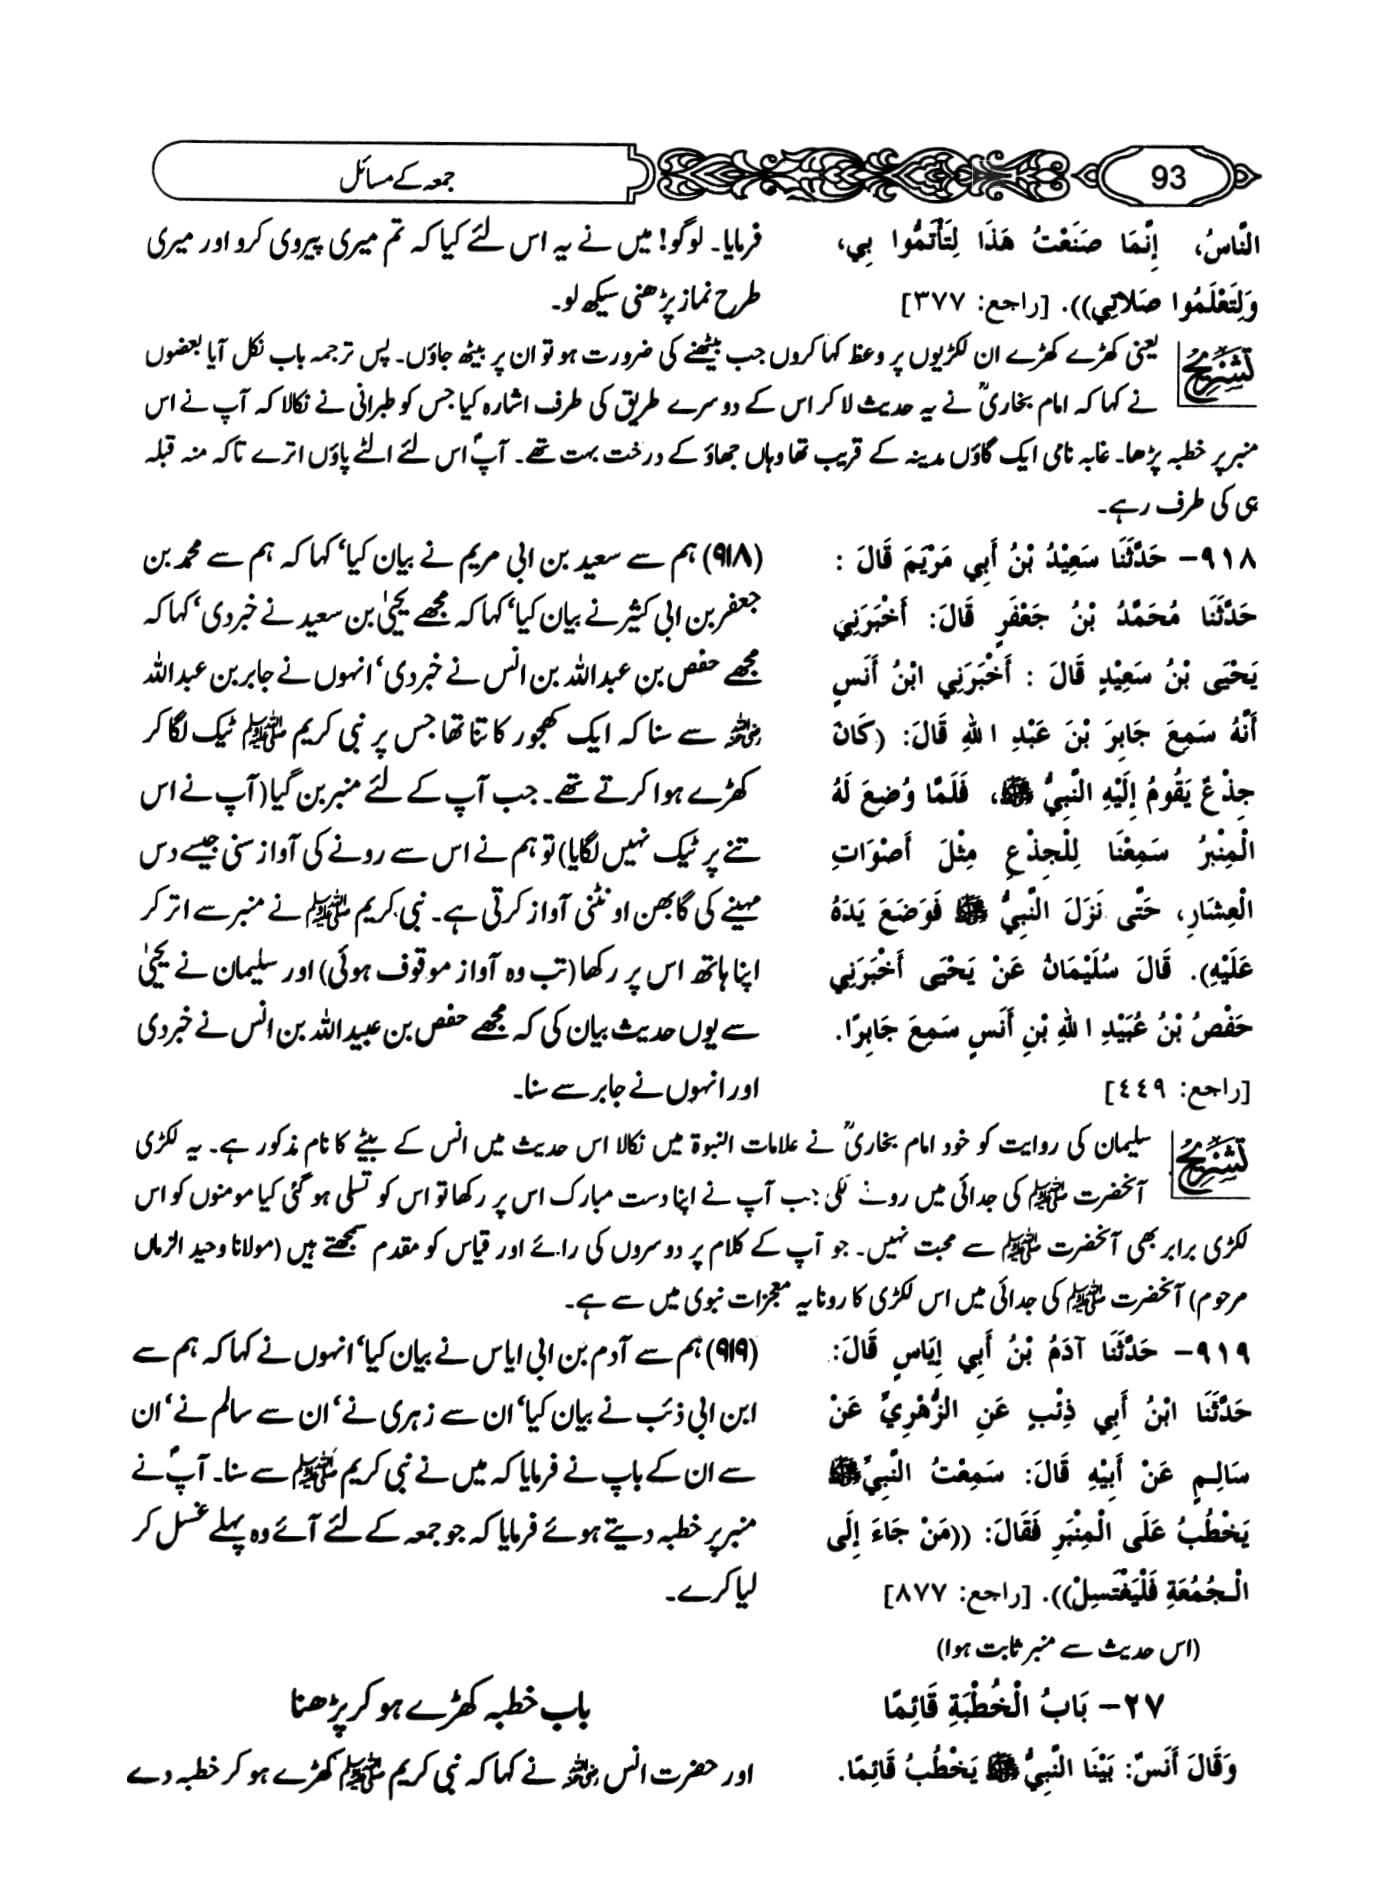 93
جمعہ کے مسائل
النَّاسُ، إِنَّمَا صَنَعْتُ هَذَا لِتَأْتَمُّوا بِي،
وَلِتَعْلَمُوا صَلاَتِي)). [راجع: ٣٧٧]
فرمایا۔ لوگو! میں نے یہ اس لئے کیا کہ تم میری پیروی کرو اور میری
طرح نماز پڑھنی سیکھ لو۔
تشریح
یعنی کھڑے کھڑے ان لکڑیوں پر وعظ کہا کروں جب بیٹھنے کی ضرورت ہو تو ان پر بیٹھ جاؤں۔ پس ترجمہ باب نکل آیا بعضوں
نے کہا کہ امام بخاریؒ نے یہ حدیث لا کر اس کے دوسرے طریق کی طرف اشارہ کیا جس کو طبرانی نے نکالا کہ آپ نے اس
منبر پر خطبہ پڑھا۔ غابہ نامی ایک گاؤں مدینہ کے قریب تھا وہاں جھاؤ کے درخت بہت تھے۔ آپؐ اس لئے الٹے پاؤں اترے تاکہ منہ قبلہ
ہی کی طرف رہے۔
٩١٨- حَدَّثَنَا سَعِيْدُ بْنُ أَبِي مَرْيَمَ قَالَ :
حَدَّثَنَا مُحَمَّدُ بْنُ جَعْفَرٍ قَالَ: أَخْبَرَنِي
يَحْيَى بْنُ سَعِيْدٍ قَالَ : أَخْبَرَنِي ابْنُ أَنَسٍ
أَنَّهُ سَمِعَ جَابِرَ بْنَ عَبْدِ اللهِ قَالَ: (كَانَ
جِذْعٌ يَقُومُ إِلَيْهِ النَّبِيُّ ﷺ، فَلَمَّا وُضِعَ لَهُ
الْمِنْبَرُ سَمِعْنَا لِلْجِذْعِ مِثْلَ أَصْوَاتِ
الْعِشَارِ، حَتَّى نَزَلَ النَّبِيُّ ﷺ فَوَضَعَ يَدَهُ
عَلَيْهِ). قَالَ سُلَيْمَانُ عَنْ يَحْيَى أَخْبَرَنِي
حَفْصُ بْنُ عُبَيْدِ اللهِ بْنِ أَنَسٍ سَمِعَ جَابِرًا.
[راجع: ٤٤٩]
(۹۱۸) ہم سے سعید بن ابی مریم نے بیان کیا‘ کہا کہ ہم سے محمد بن
جعفر بن ابی کثیر نے بیان کیا‘ کہا کہ مجھے یحییٰ بن سعید نے خبر دی‘ کہا کہ
مجھے حفص بن عبداللہ بن انس نے خبر دی‘ انہوں نے جابر بن عبداللہ
رضی اللہ عنہ سے سنا کہ ایک کھجور کا تنا تھا جس پر نبی کریم ﷺ ٹیک لگا کر
کھڑے ہوا کرتے تھے۔ جب آپ کے لئے منبر بن گیا (آپ نے اس
تنے پر ٹیک نہیں لگایا) تو ہم نے اس سے رونے کی آواز سنی جیسے دس
مہینے کی گابھن اونٹنی آواز کرتی ہے۔ نبی کریم ﷺ نے منبر سے اتر کر
اپنا ہاتھ اس پر رکھا (تب وہ آواز موقوف ہوئی) اور سلیمان نے یحییٰ
سے یوں حدیث بیان کی کہ مجھے حفص بن عبیداللہ بن انس نے خبر دی
اور انہوں نے جابر سے سنا۔
تشریح
سلیمان کی روایت کو خود امام بخاریؒ نے علامات النبوۃ میں نکالا اس حدیث میں انس کے بیٹے کا نام مذکور ہے۔ یہ لکڑی
آنحضرت ﷺ کی جدائی میں رونے لگی جب آپ نے اپنا دست مبارک اس پر رکھا تو اس کو تسلی ہو گئی کیا مومنوں کو اس
لکڑی برابر بھی آنحضرت ﷺ سے محبت نہیں۔ جو آپ کے کلام پر دوسروں کی رائے اور قیاس کو مقدم سمجھتے ہیں (مولانا وحید الزماں
مرحوم) آنحضرت ﷺ کی جدائی میں اس لکڑی کا رونا یہ معجزات نبوی میں سے ہے۔
٩١٩- حَدَّثَنَا آدَمُ بْنُ أَبِي إِيَاسٍ قَالَ:
حَدَّثَنَا ابْنُ أَبِي ذِئْبٍ عَنِ الزُّهْرِيِّ عَنْ
سَالِمٍ عَنْ أَبِيْهِ قَالَ: سَمِعْتُ النَّبِيَّ ﷺ
يَخْطُبُ عَلَى الْمِنْبَرِ فَقَالَ: ((مَنْ جَاءَ إِلَى
الْجُمُعَةِ فَلْيَغْتَسِلْ)). [راجع: ٨٧٧]
(۹۱۹) ہم سے آدم بن ابی ایاس نے بیان کیا‘ انہوں نے کہا کہ ہم سے
ابن ابی ذئب نے بیان کیا‘ ان سے زہری نے‘ ان سے سالم نے‘ ان
سے ان کے باپ نے فرمایا کہ میں نے نبی کریم ﷺ سے سنا۔ آپؐ نے
منبر پر خطبہ دیتے ہوئے فرمایا کہ جو جمعہ کے لئے آئے وہ پہلے غسل کر
لیا کرے۔
(اس حدیث سے منبر ثابت ہوا)
٢٧- بَابُ الْخُطْبَةِ قَائِمًا
باب خطبہ کھڑے ہو کر پڑھنا
وَقَالَ أَنَسٌ: بَيْنَا النَّبِيُّ ﷺ يَخْطُبُ قَائِمًا.
اور حضرت انس رضی اللہ عنہ نے کہا کہ نبی کریم ﷺ کھڑے ہو کر خطبہ دے